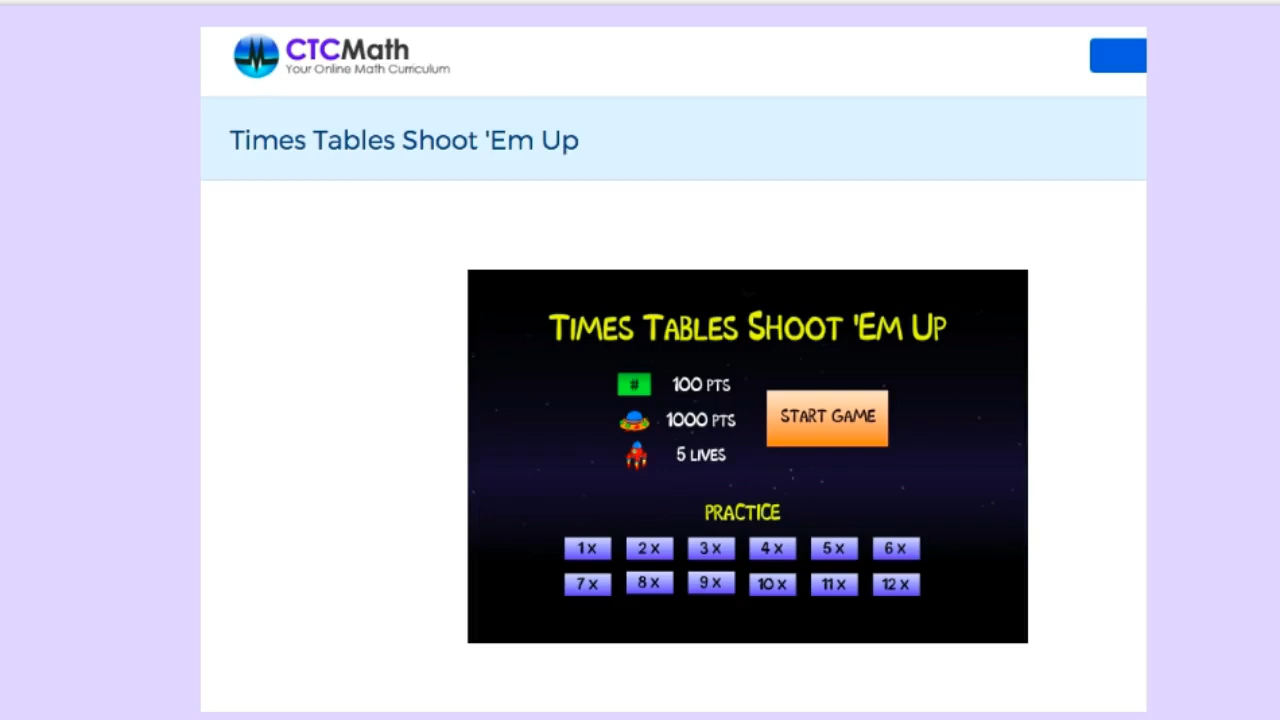 CTCMath
Your Online Math Curriculum
Times Tables Shoot 'Em Up
TIMES TABLES SHOOT 'EM UP
# 100 PTS
1000 PTS
5 LIVES
START GAME
PRACTICE
1 x 2 x 3 x 4 x 5 x 6 x
7 x 8 x 9 x 10 x 11 x 12 x